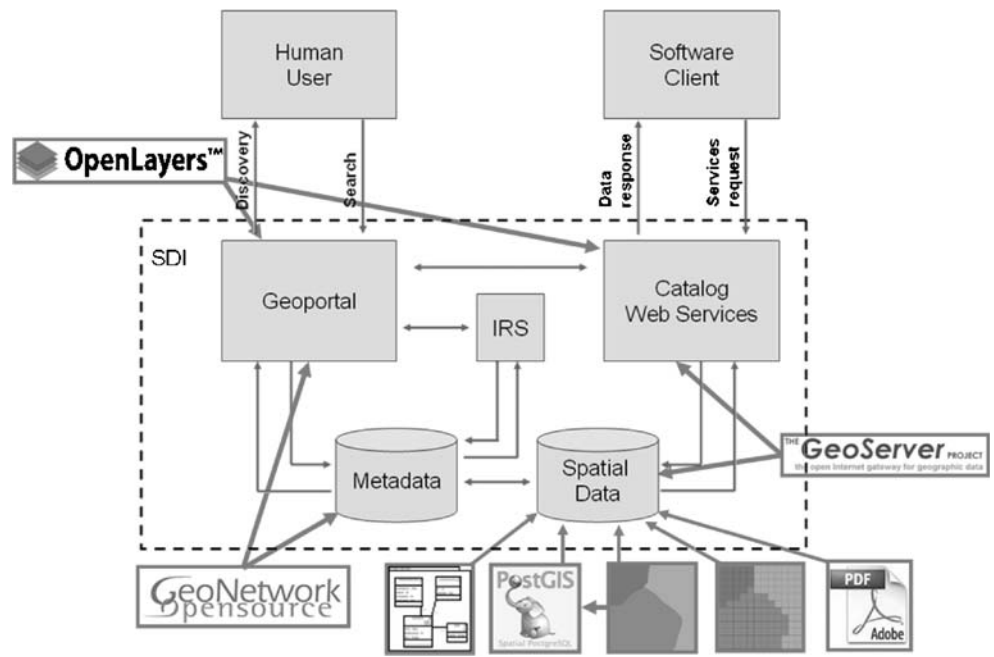 Human
User
Software
Client
OpenLayers™
Discovery
Search
Data
response
Services
request
SDI
Geoportal
IRS
Catalog
Web Services
Metadata
Spatial
Data
THE
GeoServer PROJECT
the open internet gateway for geographic data
GeoNetwork
Opensource
PostGIS
Spatial PostgreSQL
PDF
Adobe